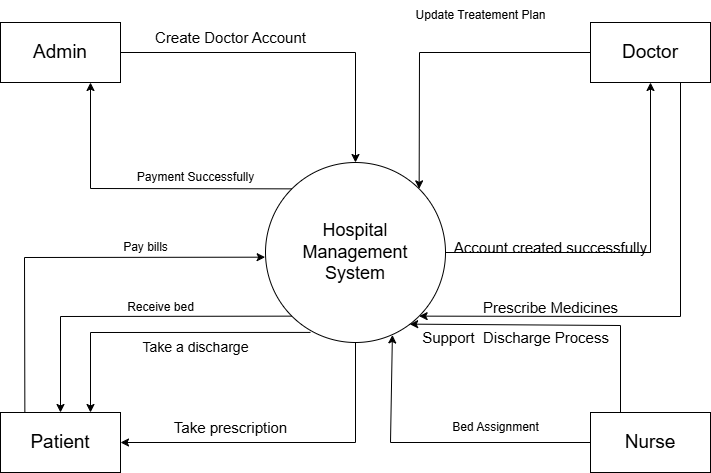 Update Treatement Plan
Create Doctor Account
Admin
Doctor
Payment Successfully
Hospital
Management
System
Pay bills
Account created successfully
Receive bed
Prescribe Medicines
Take a discharge
Support  Discharge Process
Take prescription
Bed Assignment
Patient
Nurse